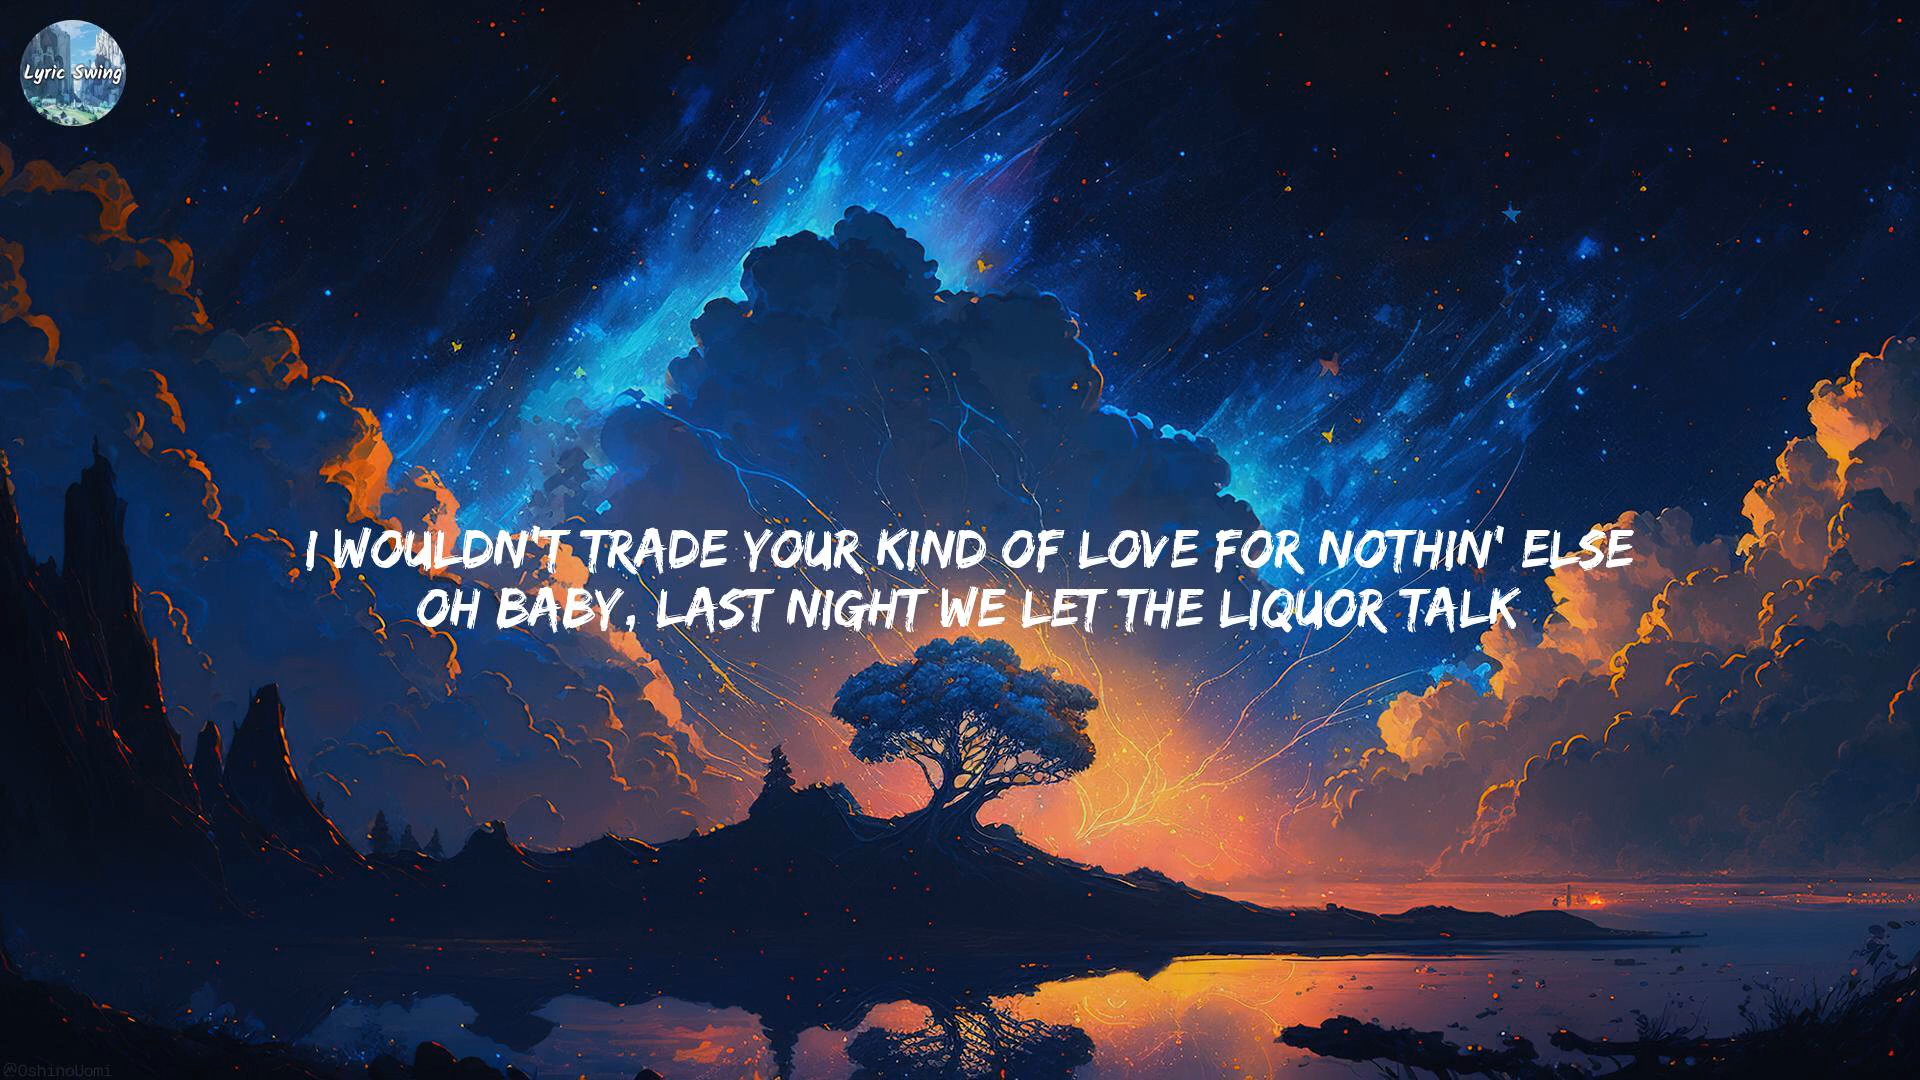 Lyric Swing
I WOULDN'T TRADE YOUR KIND OF LOVE FOR NOTHIN' ELSE
OH BABY, LAST NIGHT WE LET THE LIQUOR TALK
@OshinoUomi